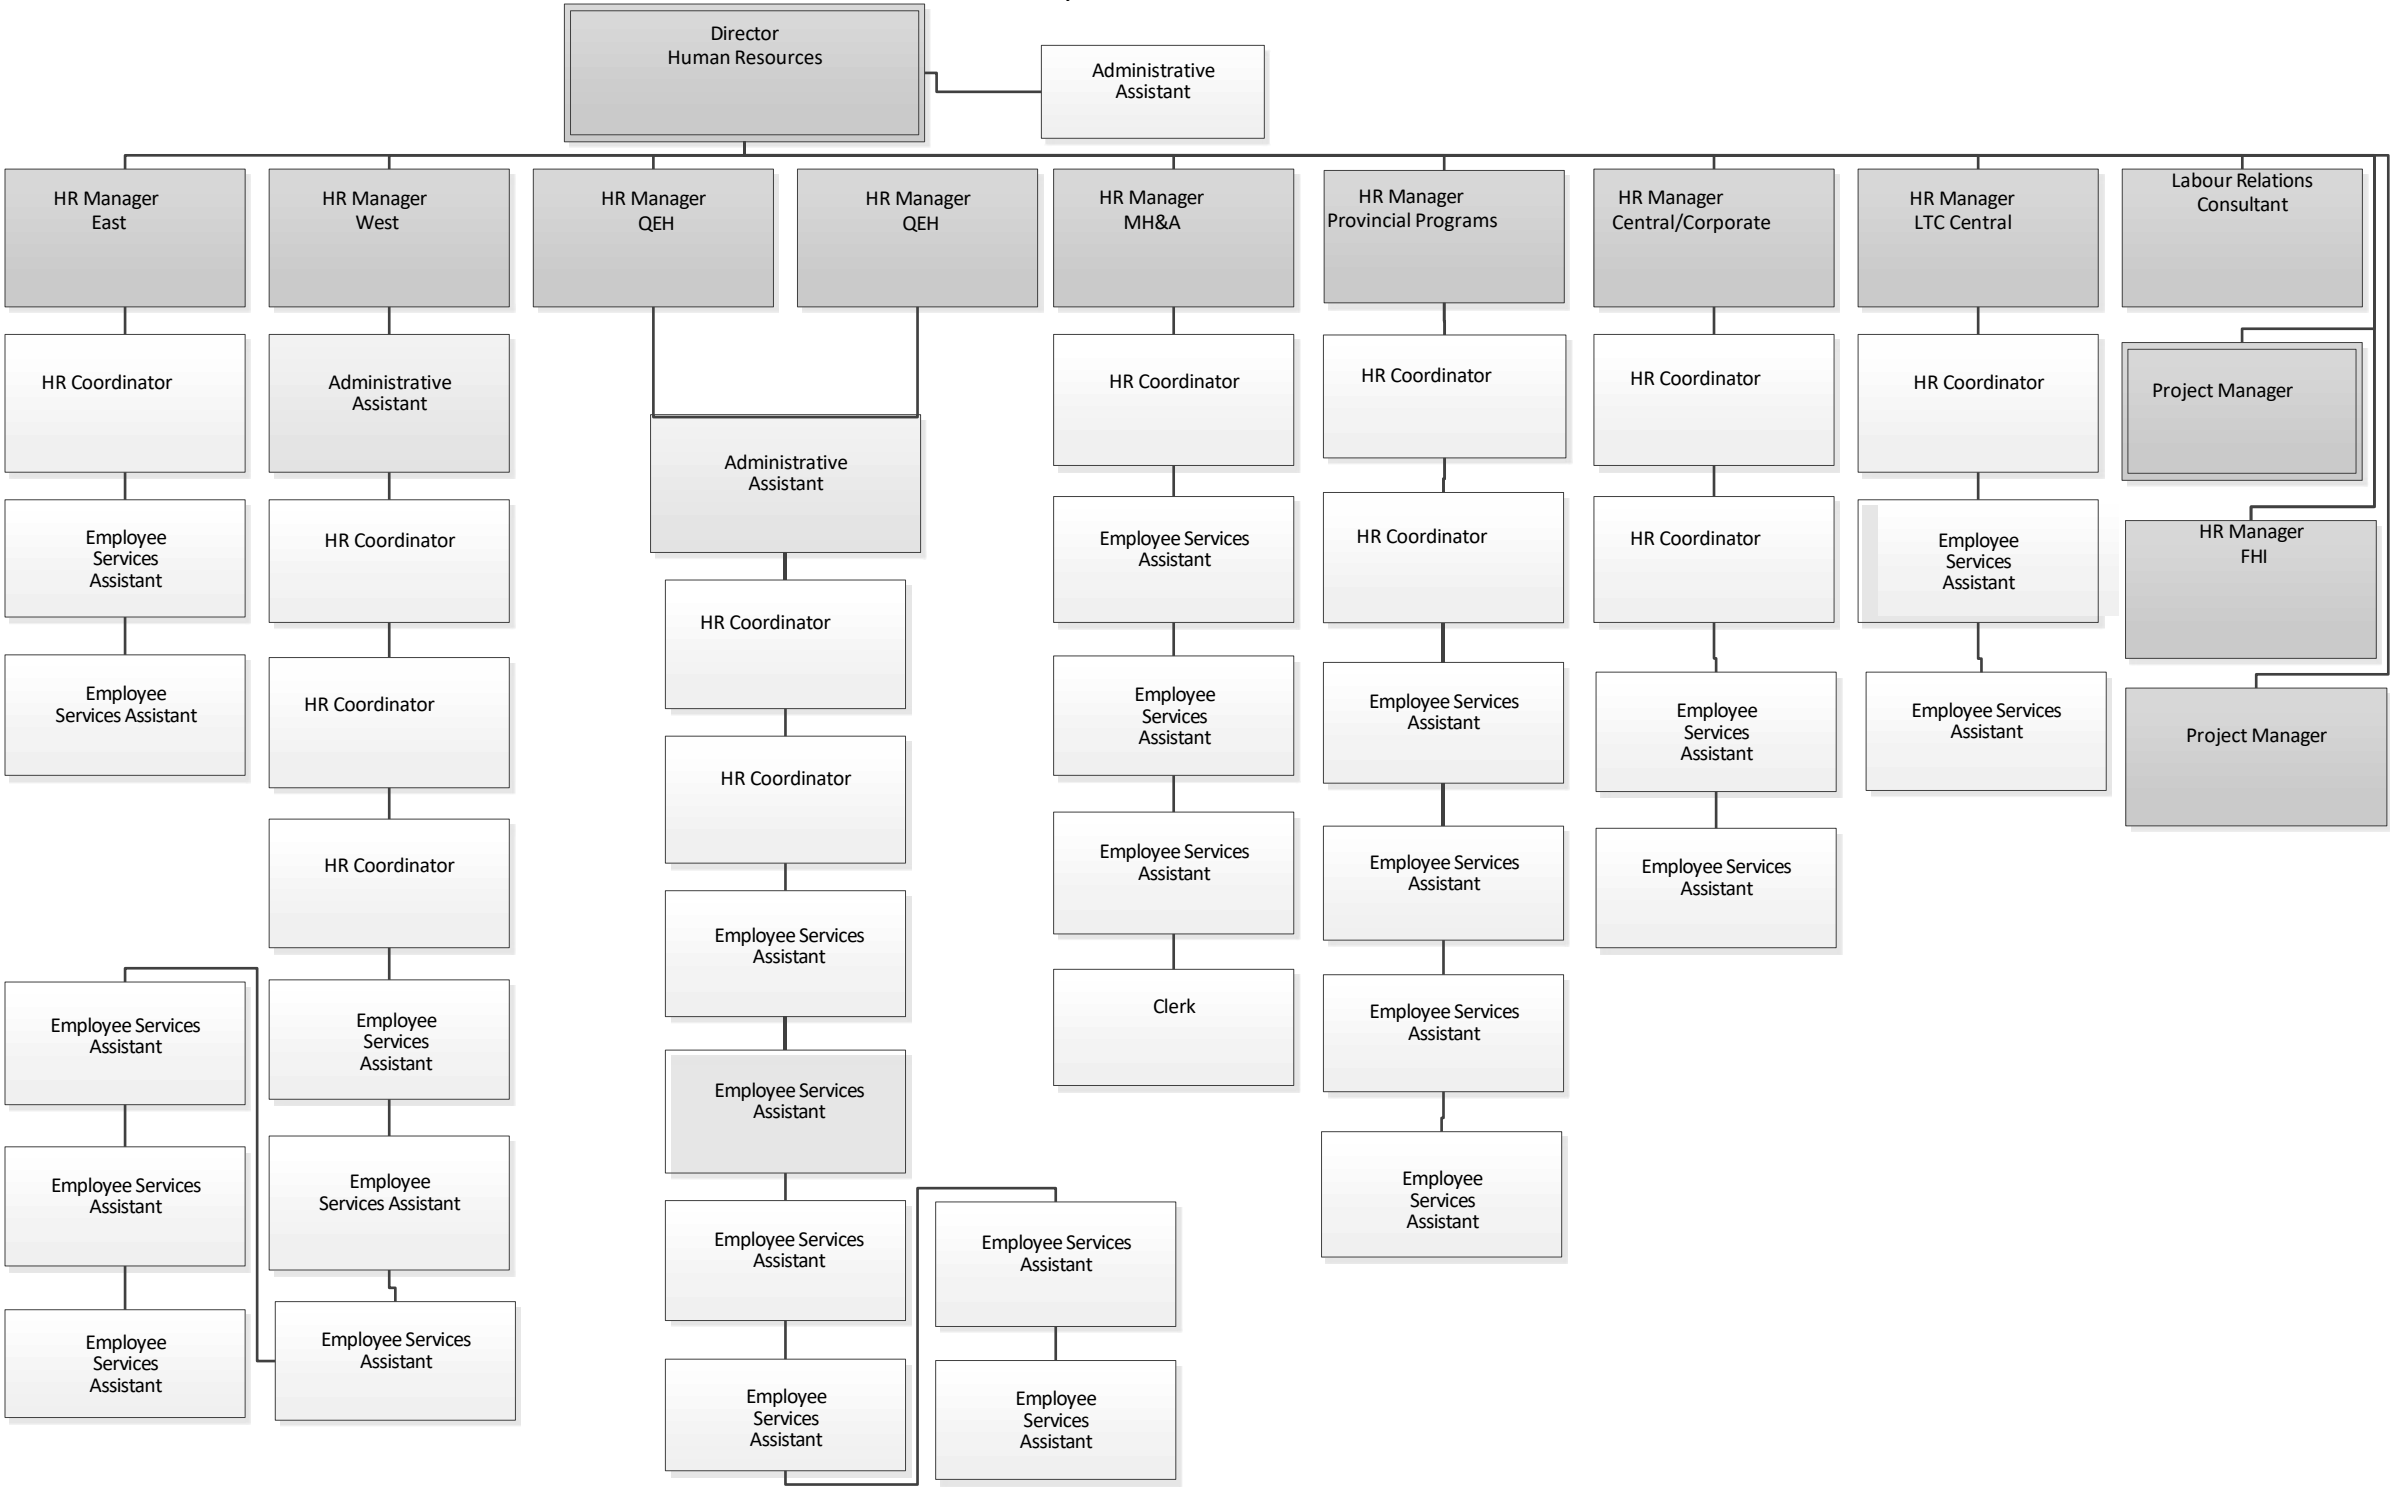 Director
Human Resources
Administrative
Assistant
HR Manager
East
HR Manager
West
HR Manager
QEH
HR Manager
QEH
HR Manager
MH&A
HR Manager
Provincial Programs
HR Manager
Central/Corporate
HR Manager
LTC Central
Labour Relations
Consultant
HR Coordinator
Employee
Services
Assistant
Employee
Services Assistant
Administrative
Assistant
HR Coordinator
HR Coordinator
HR Coordinator
Employee
Services
Assistant
Employee
Services Assistant
Employee Services
Assistant
Employee Services
Assistant
Employee Services
Assistant
Employee
Services
Assistant
Administrative
Assistant
HR Coordinator
HR Coordinator
Employee Services
Assistant
Employee Services
Assistant
Employee Services
Assistant
Employee
Services
Assistant
Employee Services
Assistant
Employee
Services
Assistant
HR Coordinator
Employee Services
Assistant
Employee
Services
Assistant
Employee Services
Assistant
Clerk
HR Coordinator
HR Coordinator
Employee Services
Assistant
Employee Services
Assistant
Employee Services
Assistant
Employee
Services
Assistant
HR Coordinator
HR Coordinator
Employee
Services
Assistant
Employee Services
Assistant
HR Coordinator
Employee
Services
Assistant
Employee Services
Assistant
Project Manager
HR Manager
FHI
Project Manager